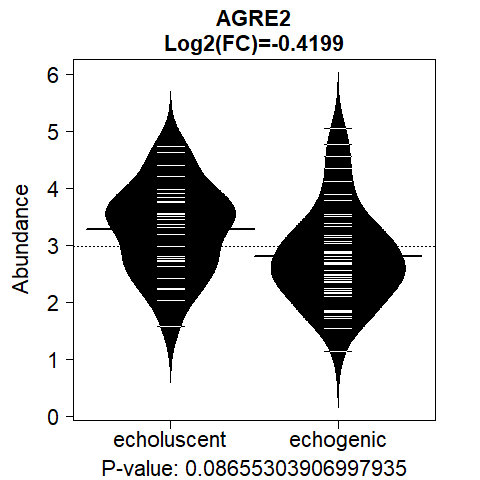 AGRE2
Log2(FC)=-0.4199
Abundance
6
5
4
3
2
1
0
echoluscent echogenic
P-value: 0.08655303906997935